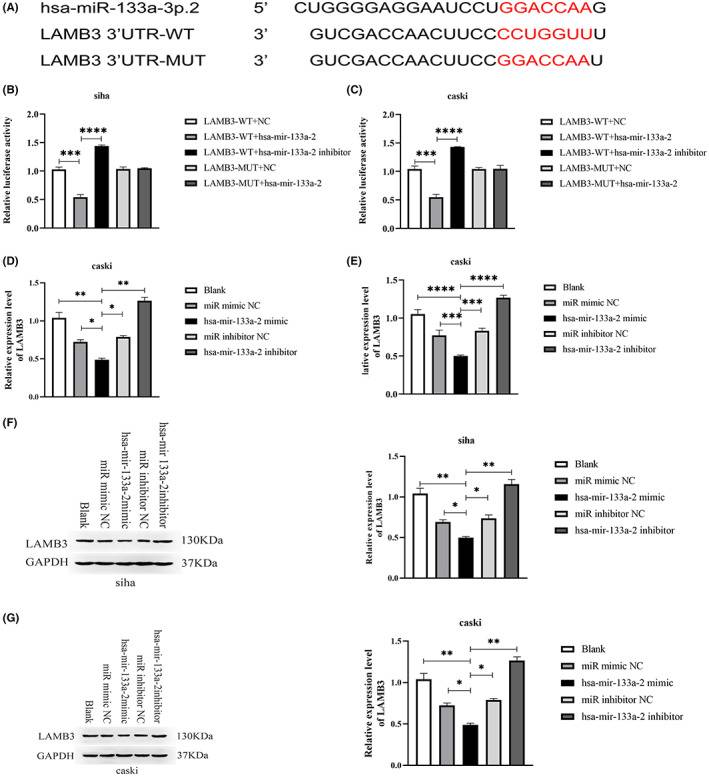 (A)
hsa-miR-133a-3p.2 5’ CUGGGGAGGAAUCCUGGACCAAG
LAMB3 3’UTR-WT 3’ GUCGACCAACUUCCCCUGGUUU
LAMB3 3’UTR-MUT 3’ GUCGACCAACUUCCGGACCAAU
(B)
siha
Relative luciferase activity
2.0
1.5
1.0
0.5
0.0
***
****
LAMB3-WT+NC
LAMB3-WT+hsa-mir-133a-2
LAMB3-WT+hsa-mir-133a-2 inhibitor
LAMB3-MUT+NC
LAMB3-MUT+hsa-mir-133a-2
(C)
caski
Relative luciferase activity
2.0
1.5
1.0
0.5
0.0
***
****
LAMB3-WT+NC
LAMB3-WT+hsa-mir-133a-2
LAMB3-WT+hsa-mir-133a-2 inhibitor
LAMB3-MUT+NC
LAMB3-MUT+hsa-mir-133a-2
(D)
caski
Relative expression level
of LAMB3
1.5
1.0
0.5
0.0
**
**
*
*
Blank
miR mimic NC
hsa-mir-133a-2 mimic
miR inhibitor NC
hsa-mir-133a-2 inhibitor
(E)
caski
lative expression level
of LAMB3
1.5
1.0
0.5
0.0
****
****
***
***
Blank
miR mimic NC
hsa-mir-133a-2 mimic
miR inhibitor NC
hsa-mir-133a-2 inhibitor
(F)
Blank
miR mimic NC
hsa-mir-133a-2mimic
miR inhibitor NC
hsa-mir 133a-2inhibitor
LAMB3 130KDa
GAPDH 37KDa
siha
siha
Relative expression level
of LAMB3
1.5
1.0
0.5
0.0
**
**
*
*
Blank
miR mimic NC
hsa-mir-133a-2 mimic
miR inhibitor NC
hsa-mir-133a-2 inhibitor
(G)
Blank
miR mimic NC
hsa-mir-133a-2mimic
miR inhibitor NC
hsa-mir-133a-2inhibitor
LAMB3 130KDa
GAPDH 37KDa
caski
caski
Relative expression level
of LAMB3
1.5
1.0
0.5
0.0
**
**
*
*
Blank
miR mimic NC
hsa-mir-133a-2 mimic
miR inhibitor NC
hsa-mir-133a-2 inhibitor